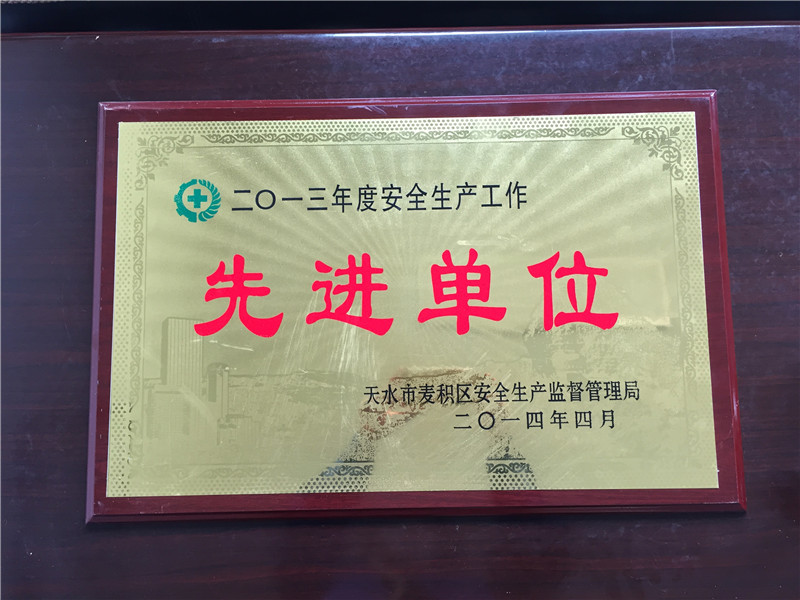 二〇一三年度安全生产工作
先进单位
天水市麦积区安全生产监督管理局
二〇一四年四月